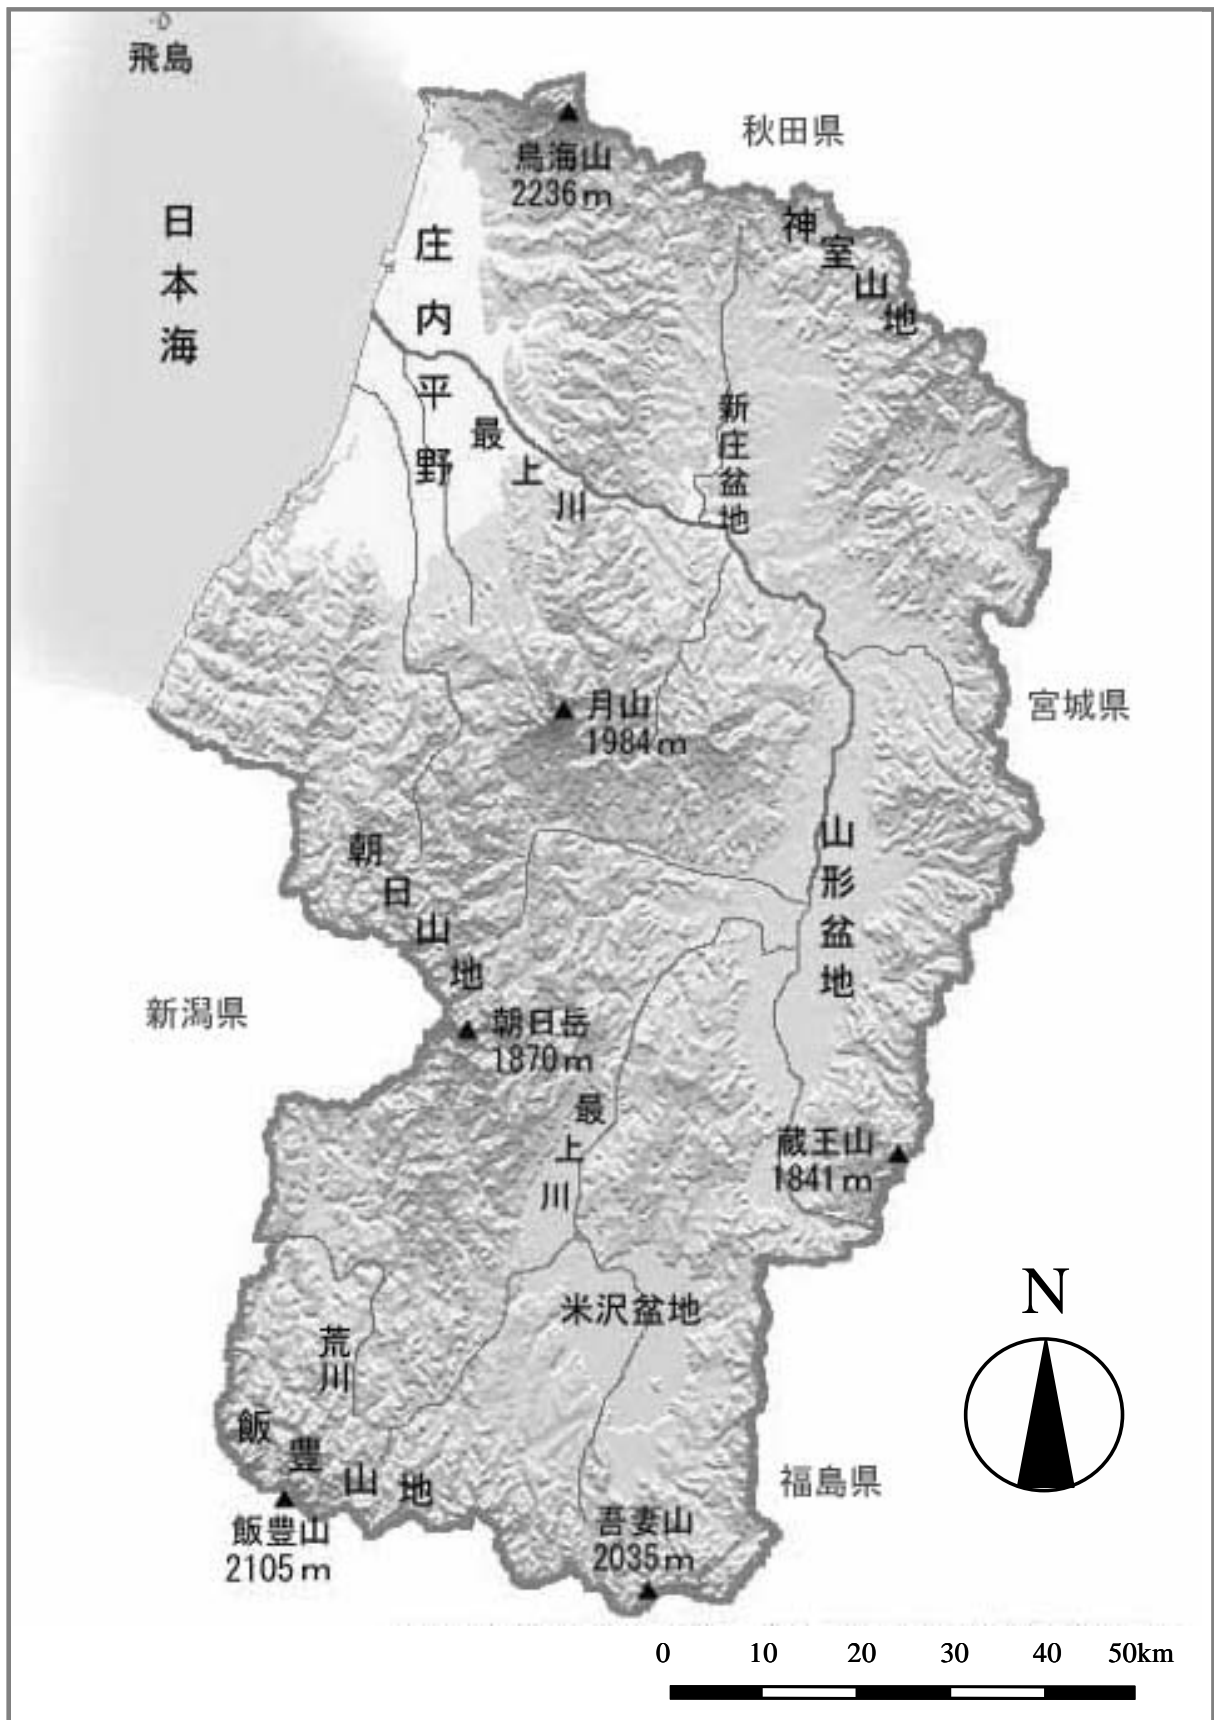 飛島
秋田県
鳥海山
2236m
神室山地
日本海
庄内平野
新庄盆地
最上川
月山
1984m
宮城県
山形盆地
朝日山地
新潟県
朝日岳
1870m
最上川
蔵王山
1841m
米沢盆地
荒川
飯豊山地
飯豊山
2105m
吾妻山
2035m
福島県
N
0 10 20 30 40 50km